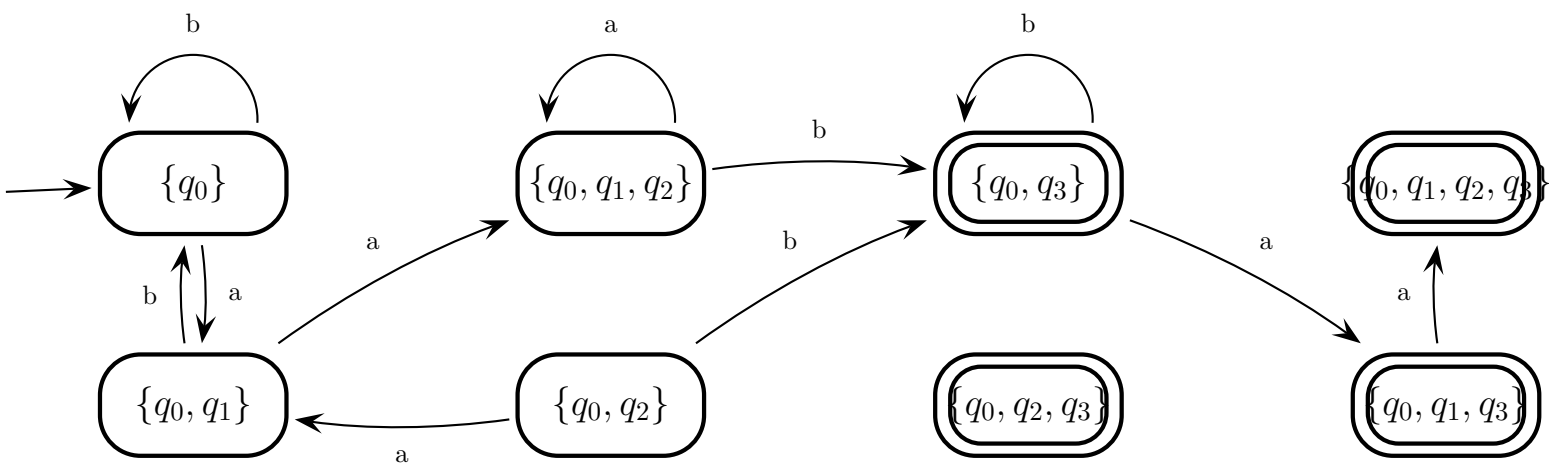 b a b
b
{q₀} {q₀, q₁, q₂} {q₀, q₃} {q₀, q₁, q₂, q₃}
a b a
b a a
{q₀, q₁} {q₀, q₂} {q₀, q₂, q₃} {q₀, q₁, q₃}
a